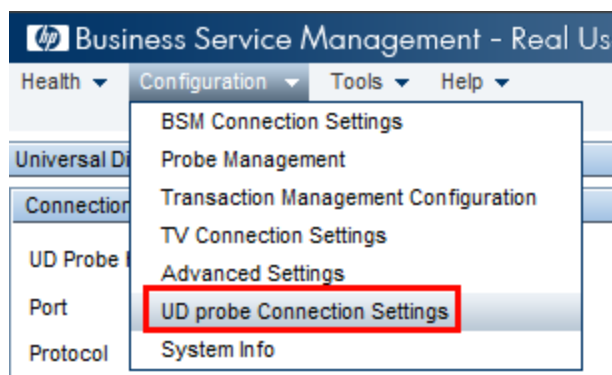 hp Business Service Management - Real Us
Health Configuration Tools Help
BSM Connection Settings
Universal Di Probe Management
Connection Transaction Management Configuration
TV Connection Settings
UD Probe Advanced Settings
Port UD probe Connection Settings
Protocol System Info